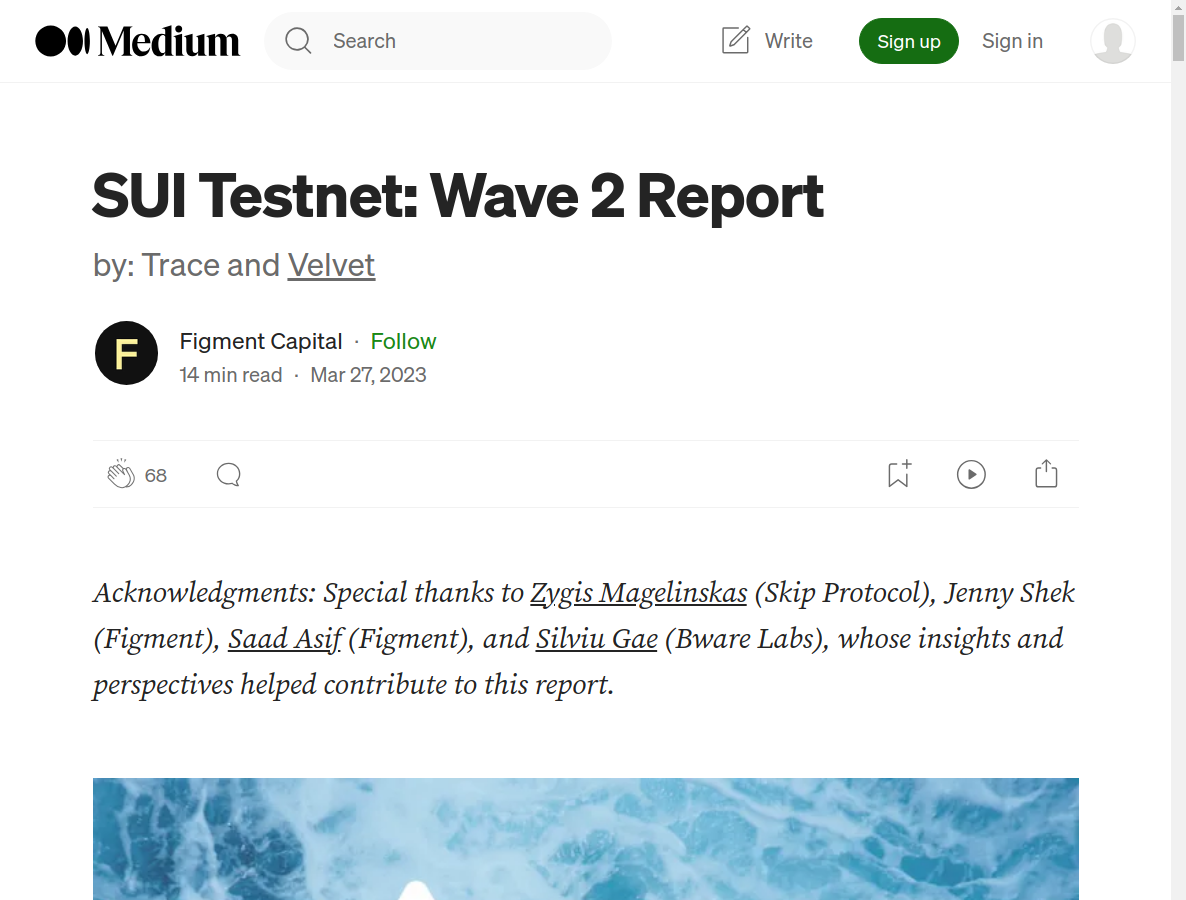 Medium
Search
Write
Sign up
Sign in
SUI Testnet: Wave 2 Report
by: Trace and Velvet
F
Figment Capital · Follow
14 min read · Mar 27, 2023
68
Acknowledgments: Special thanks to Zygis Magelinskas (Skip Protocol), Jenny Shek
(Figment), Saad Asif (Figment), and Silviu Gae (Bware Labs), whose insights and
perspectives helped contribute to this report.